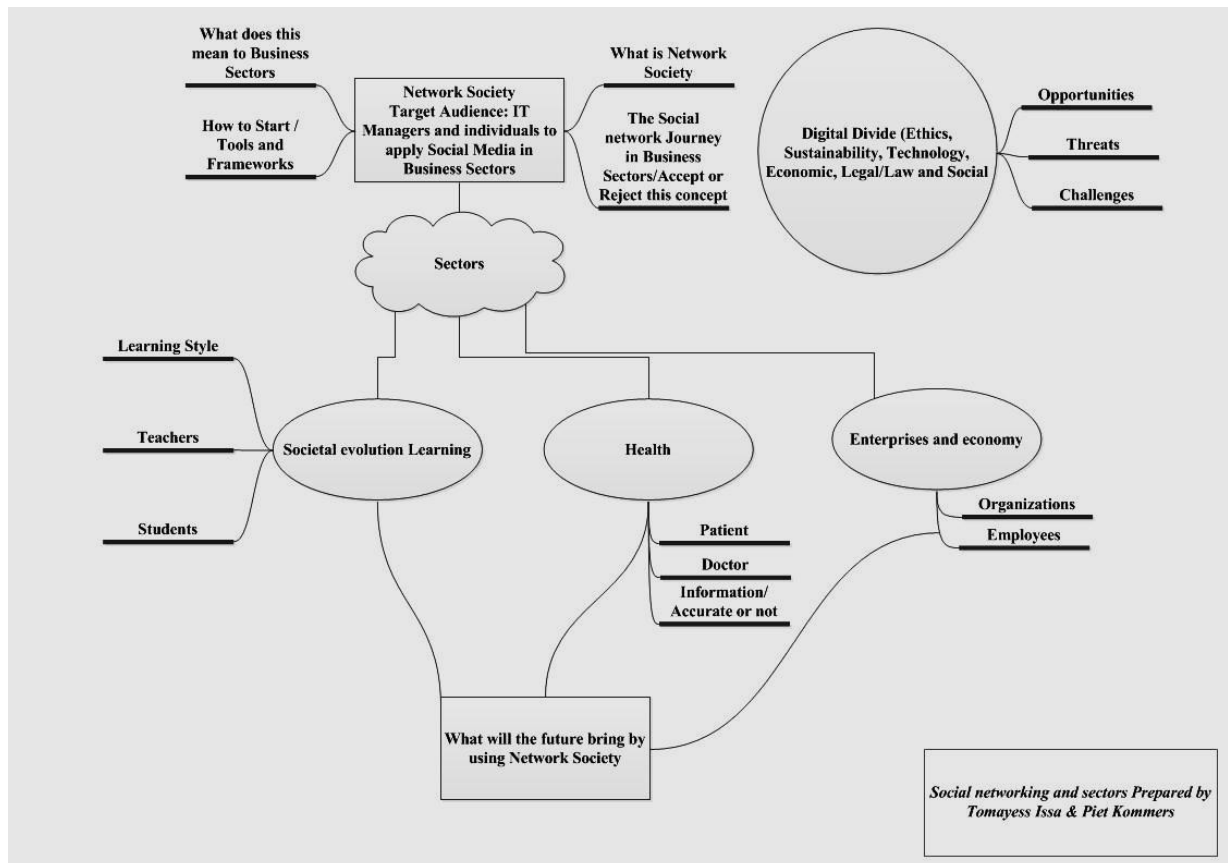 What does this
mean to Business
Sectors
How to Start /
Tools and
Frameworks
Network Society
Target Audience: IT
Managers and individuals to
apply Social Media in
Business Sectors
What is Network
Society
The Social
network Journey
in Business
Sectors/Accept or
Reject this concept
Digital Divide (Ethics,
Sustainability, Technology,
Economic, Legal/Law and Social
Opportunities
Threats
Challenges
Sectors
Learning Style
Teachers
Students
Societal evolution Learning
Health
Patient
Doctor
Information/
Accurate or not
Enterprises and economy
Organizations
Employees
What will the future bring by
using Network Society
Social networking and sectors Prepared by
Tomayess Issa & Piet Kommers